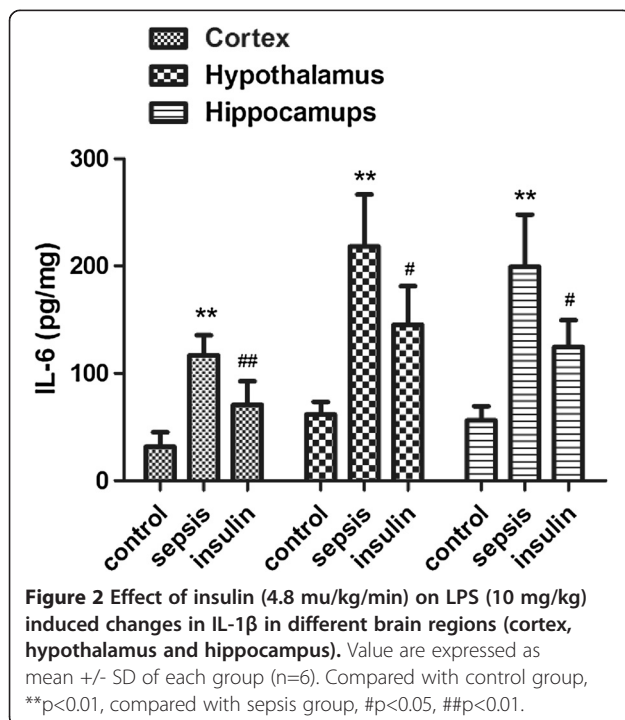 Cortex
Hypothalamus
Hippocamups
300
200
100
0
IL-6 (pg/mg)
**
##
**
#
**
#
control
sepsis
insulin
control
sepsis
insulin
control
sepsis
insulin
Figure 2 Effect of insulin (4.8 mu/kg/min) on LPS (10 mg/kg)
induced changes in IL-1β in different brain regions (cortex,
hypothalamus and hippocampus). Value are expressed as
mean +/- SD of each group (n=6). Compared with control group,
**p<0.01, compared with sepsis group, #p<0.05, ##p<0.01.